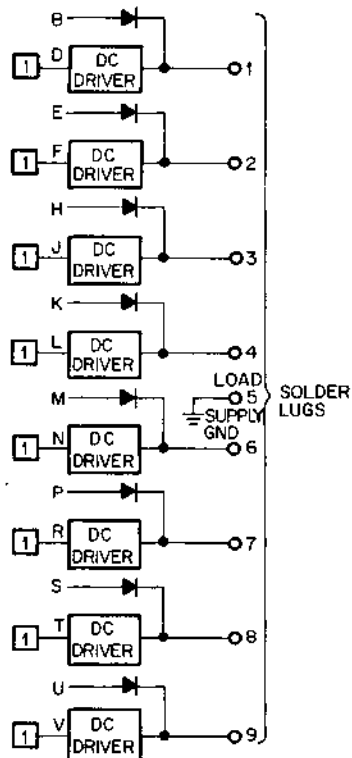 B
1 D DC DRIVER 1
E
1 F DC DRIVER 2
H
1 J DC DRIVER 3
K
1 L DC DRIVER 4
LOAD
M 5 SOLDER LUGS
SUPPLY GND
1 N DC DRIVER 6
P
1 R DC DRIVER 7
S
1 T DC DRIVER 8
U
1 V DC DRIVER 9